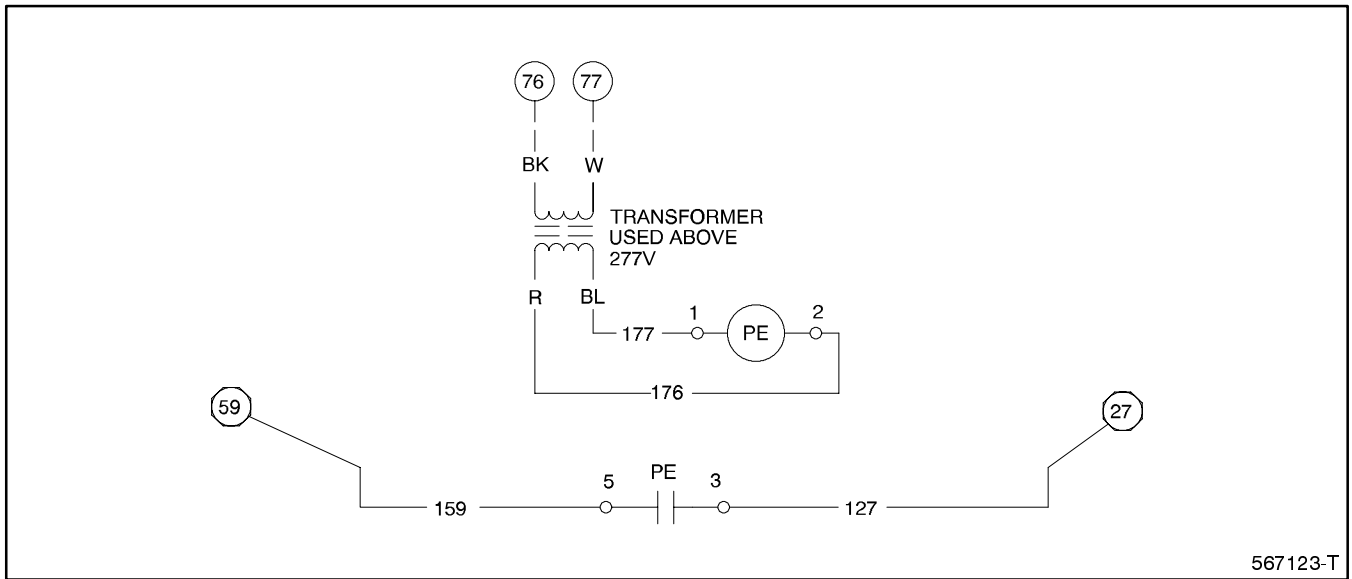 76 77
BK W
TRANSFORMER
USED ABOVE
277V
R BL
1 2
177 PE
176
59 27
5 PE 3
159 127
567123-T